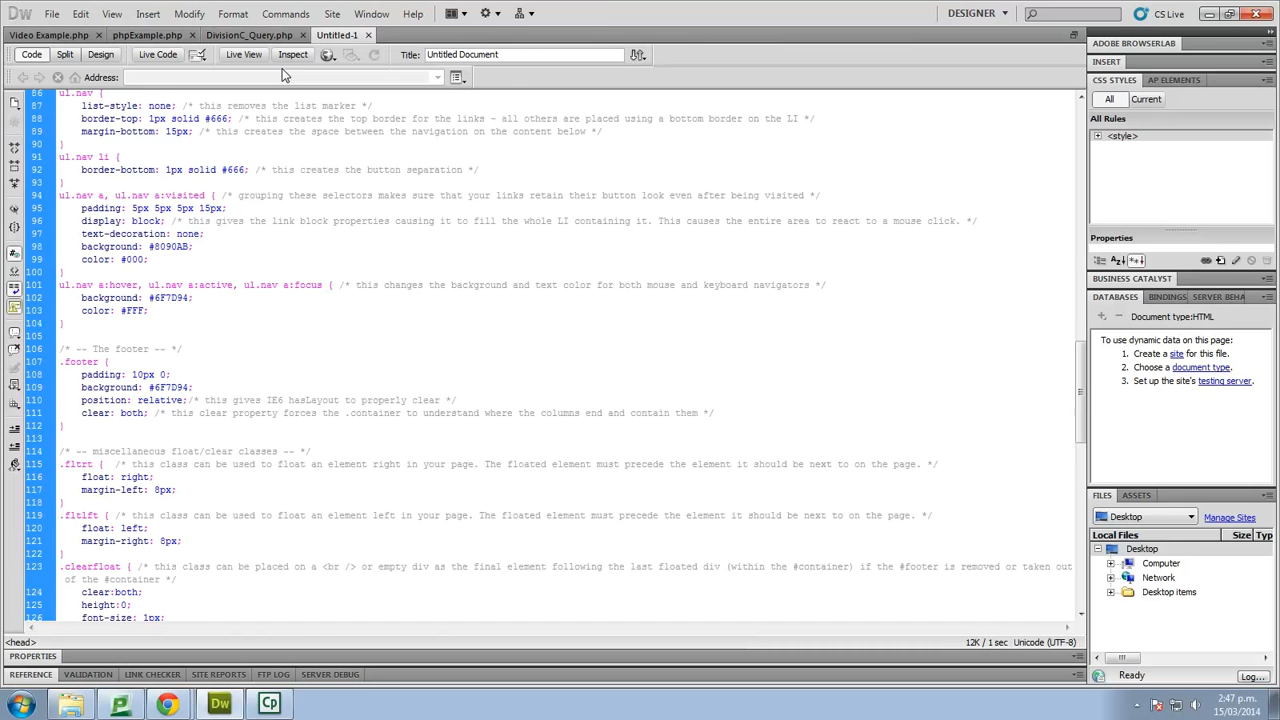 Dw File Edit View Insert Modify Format Commands Site Window Help DESIGNER CS Live
Video Example.php phpExample.php DivisionC_Query.php Untitled-1
Code Split Design Live Code Live View Inspect Title: Untitled Document
Address:
86 ul.nav {
87 list-style: none; /* this removes the list marker */
88 border-top: 1px solid #666; /* this creates the top border for the links – all others are placed using a bottom border on the LI */
89 margin-bottom: 15px; /* this creates the space between the navigation on the content below */
90 }
91 ul.nav li {
92 border-bottom: 1px solid #666; /* this creates the button separation */
93 }
94 ul.nav a, ul.nav a:visited { /* grouping these selectors makes sure that your links retain their button look even after being visited */
95 padding: 5px 5px 5px 15px;
96 display: block; /* this gives the link block properties causing it to fill the whole LI containing it. This causes the entire area to react to a mouse click. */
97 text-decoration: none;
98 background: #8090AB;
99 color: #000;
100 }
101 ul.nav a:hover, ul.nav a:active, ul.nav a:focus { /* this changes the background and text color for both mouse and keyboard navigators */
102 background: #6F7D94;
103 color: #FFF;
104 }
105
106 /* -- The footer -- */
107 .footer {
108 padding: 10px 0;
109 background: #6F7D94;
110 position: relative;/* this gives IE6 hasLayout to properly clear */
111 clear: both; /* this clear property forces the .container to understand where the columns end and contain them */
112 }
113
114 /* -- miscellaneous float/clear classes -- */
115 .fltrt { /* this class can be used to float an element right in your page. The floated element must precede the element it should be next to on the page. */
116 float: right;
117 margin-left: 8px;
118 }
119 .fltlft { /* this class can be used to float an element left in your page. The floated element must precede the element it should be next to on the page. */
120 float: left;
121 margin-right: 8px;
122 }
123 .clearfloat { /* this class can be placed on a <br /> or empty div as the final element following the last floated div (within the #container) if the #footer is removed or taken out
of the #container */
124 clear:both;
125 height:0;
126 font-size: 1px;
<head> 12K / 1 sec Unicode (UTF-8)
PROPERTIES
REFERENCE VALIDATION LINK CHECKER SITE REPORTS FTP LOG SERVER DEBUG
ADOBE BROWSERLAB
INSERT
CSS STYLES AP ELEMENTS
All Current
All Rules
<style>
Properties
Az
BUSINESS CATALYST
DATABASES BINDINGS SERVER BEHA
Document type:HTML
To use dynamic data on this page:
1. Create a site for this file.
2. Choose a document type.
3. Set up the site's testing server.
FILES ASSETS
Desktop Manage Sites
Local Files Size Typ
Desktop
Computer
Network
Desktop items
Ready Log...
Dw Cp
2:47 p.m.
15/03/2014